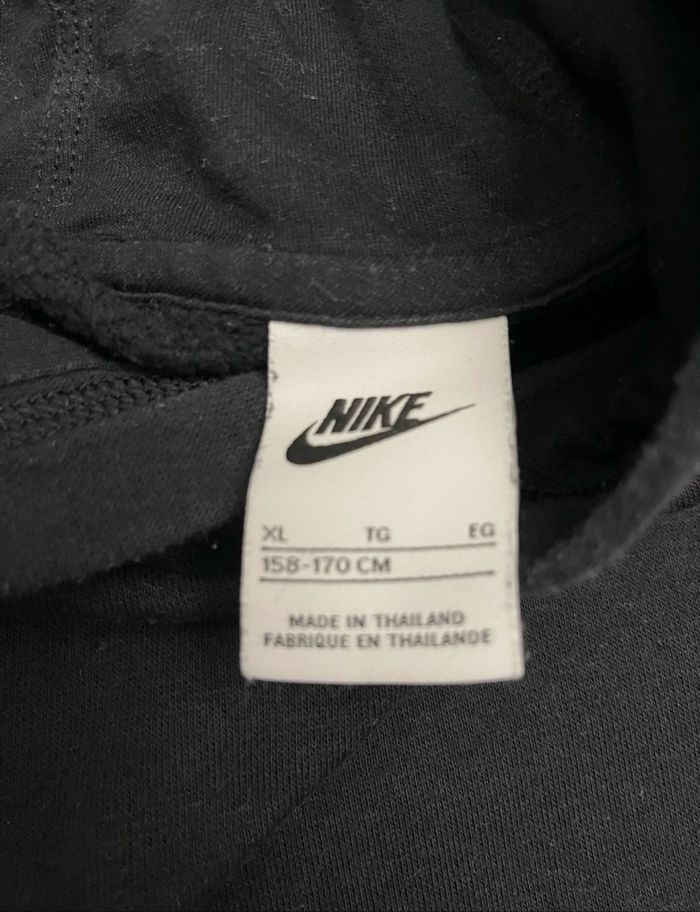 NIKE
XL TG EG
158-170 CM
MADE IN THAILAND
FABRIQUE EN THAILANDE